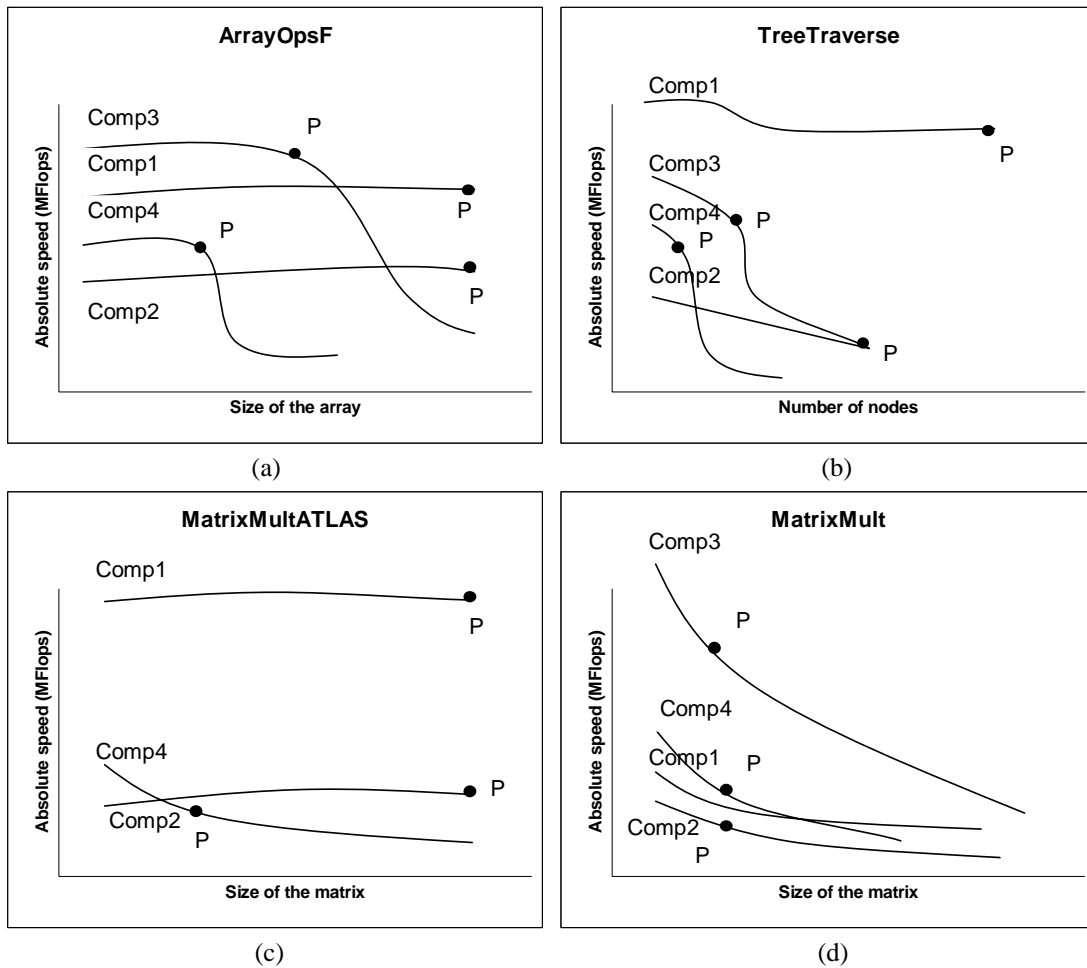 ArrayOpsF
Comp3
P
Comp1
Comp4
P
P
Comp2
P
Absolute speed (MFlops)
Size of the array
(a)
TreeTraverse
Comp1
P
Comp3
Comp4
P
P
Comp2
P
Absolute speed (MFlops)
Number of nodes
(b)
MatrixMultATLAS
Comp1
P
Comp4
P
Comp2
P
Absolute speed (MFlops)
Size of the matrix
(c)
MatrixMult
Comp3
P
Comp4
Comp1
P
Comp2
P
Absolute speed (MFlops)
Size of the matrix
(d)